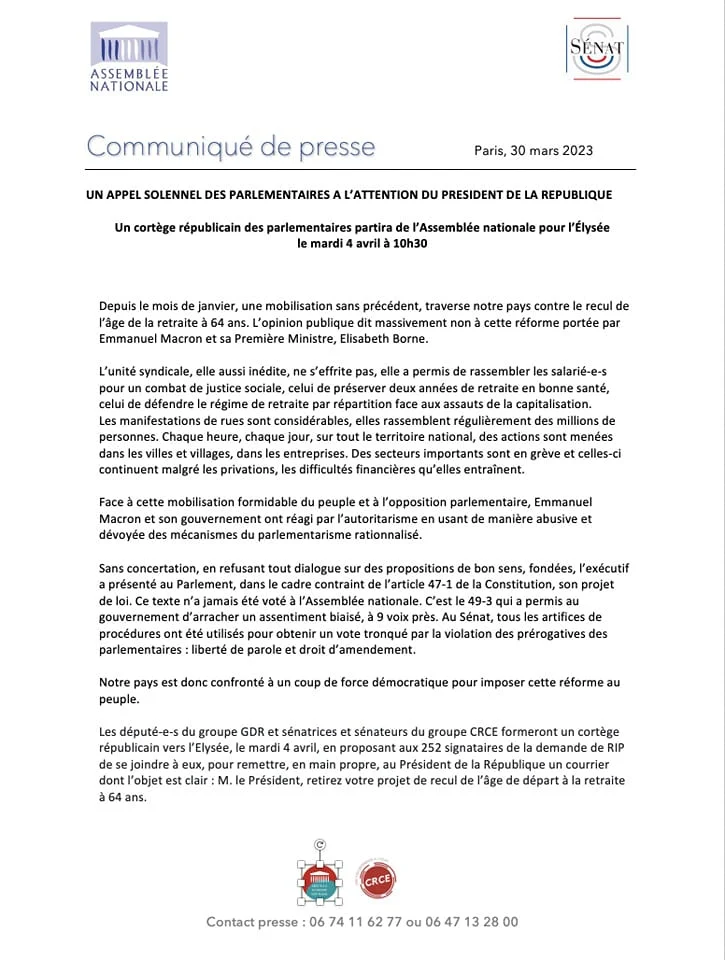 ASSEMBLÉE
NATIONALE
SÉNAT
Communiqué de presse
Paris, 30 mars 2023
UN APPEL SOLENNEL DES PARLEMENTAIRES A L’ATTENTION DU PRESIDENT DE LA REPUBLIQUE
Un cortège républicain des parlementaires partira de l’Assemblée nationale pour l’Élysée
le mardi 4 avril à 10h30
Depuis le mois de janvier, une mobilisation sans précédent, traverse notre pays contre le recul de
l’âge de la retraite à 64 ans. L’opinion publique dit massivement non à cette réforme portée par
Emmanuel Macron et sa Première Ministre, Elisabeth Borne.
L’unité syndicale, elle aussi inédite, ne s’effrite pas, elle a permis de rassembler les salarié-e-s
pour un combat de justice sociale, celui de préserver deux années de retraite en bonne santé,
celui de défendre le régime de retraite par répartition face aux assauts de la capitalisation.
Les manifestations de rues sont considérables, elles rassemblent régulièrement des millions de
personnes. Chaque heure, chaque jour, sur tout le territoire national, des actions sont menées
dans les villes et villages, dans les entreprises. Des secteurs importants sont en grève et celles-ci
continuent malgré les privations, les difficultés financières qu’elles entraînent.
Face à cette mobilisation formidable du peuple et à l’opposition parlementaire, Emmanuel
Macron et son gouvernement ont réagi par l’autoritarisme en usant de manière abusive et
dévoyée des mécanismes du parlementarisme rationnalisé.
Sans concertation, en refusant tout dialogue sur des propositions de bon sens, fondées, l’exécutif
a présenté au Parlement, dans le cadre contraint de l’article 47-1 de la Constitution, son projet
de loi. Ce texte n’a jamais été voté à l’Assemblée nationale. C’est le 49-3 qui a permis au
gouvernement d’arracher un assentiment biaisé, à 9 voix près. Au Sénat, tous les artifices de
procédures ont été utilisés pour obtenir un vote tronqué par la violation des prérogatives des
parlementaires : liberté de parole et droit d’amendement.
Notre pays est donc confronté à un coup de force démocratique pour imposer cette réforme au
peuple.
Les député-e-s du groupe GDR et sénatrices et sénateurs du groupe CRCE formeront un cortège
républicain vers l’Elysée, le mardi 4 avril, en proposant aux 252 signataires de la demande de RIP
de se joindre à eux, pour remettre, en main propre, au Président de la République un courrier
dont l’objet est clair : M. le Président, retirez votre projet de recul de l’âge de départ à la retraite
à 64 ans.
CRCE
Contact presse : 06 74 11 62 77 ou 06 47 13 28 00